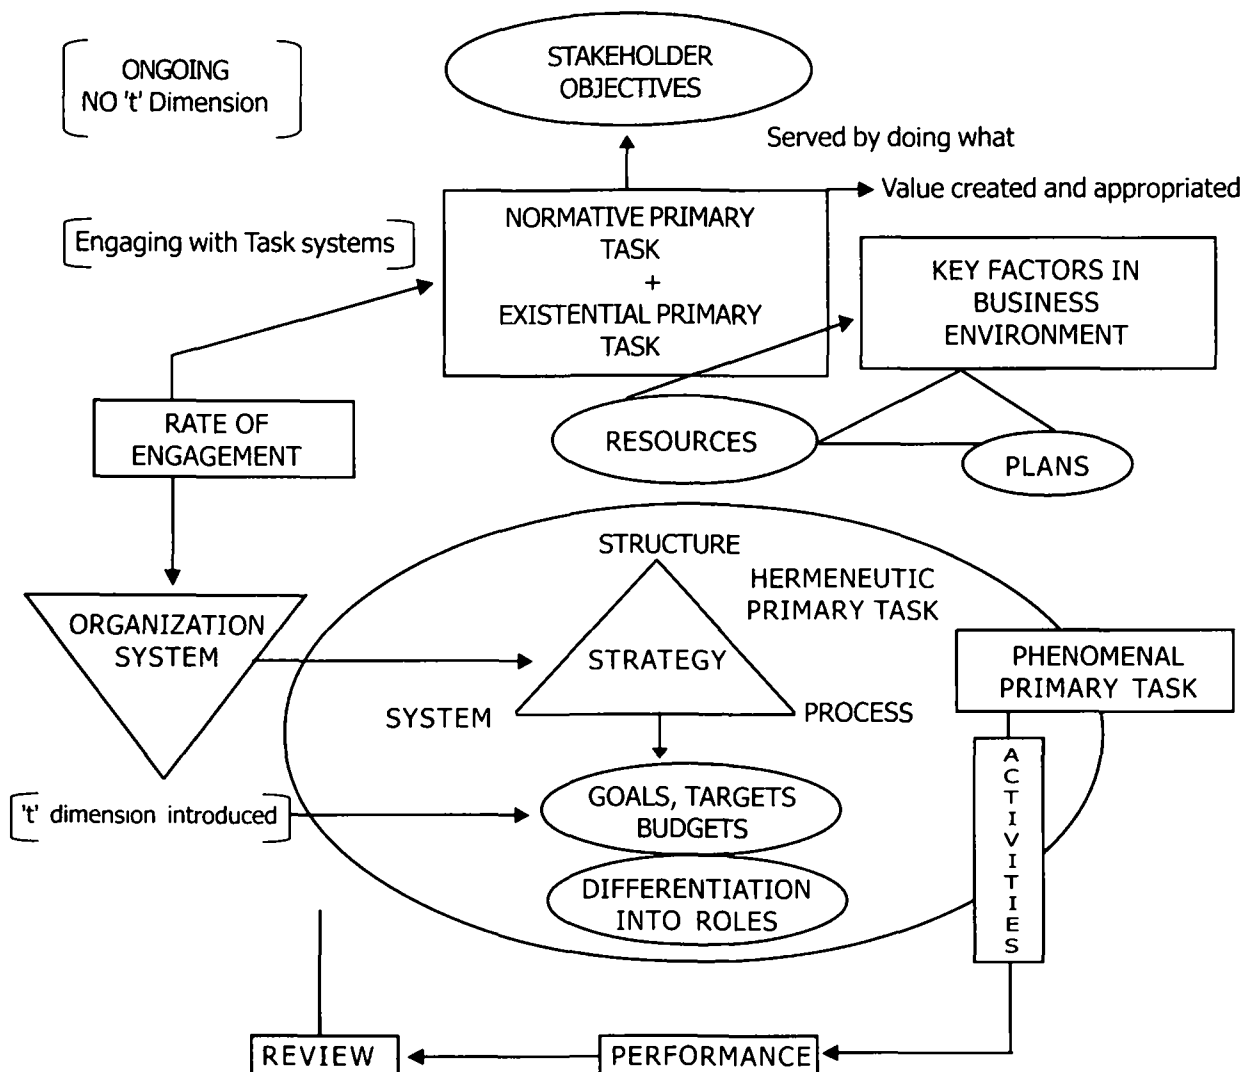 ONGOING
NO 't' Dimension
STAKEHOLDER
OBJECTIVES
Served by doing what
Value created and appropriated
Engaging with Task systems
NORMATIVE PRIMARY
TASK
+
EXISTENTIAL PRIMARY
TASK
KEY FACTORS IN
BUSINESS
ENVIRONMENT
RATE OF
ENGAGEMENT
RESOURCES
PLANS
STRUCTURE
HERMENEUTIC
PRIMARY TASK
ORGANIZATION
SYSTEM
STRATEGY
PHENOMENAL
PRIMARY TASK
SYSTEM
PROCESS
ACTIVITIES
't' dimension introduced
GOALS, TARGETS
BUDGETS
DIFFERENTIATION
INTO ROLES
REVIEW
PERFORMANCE